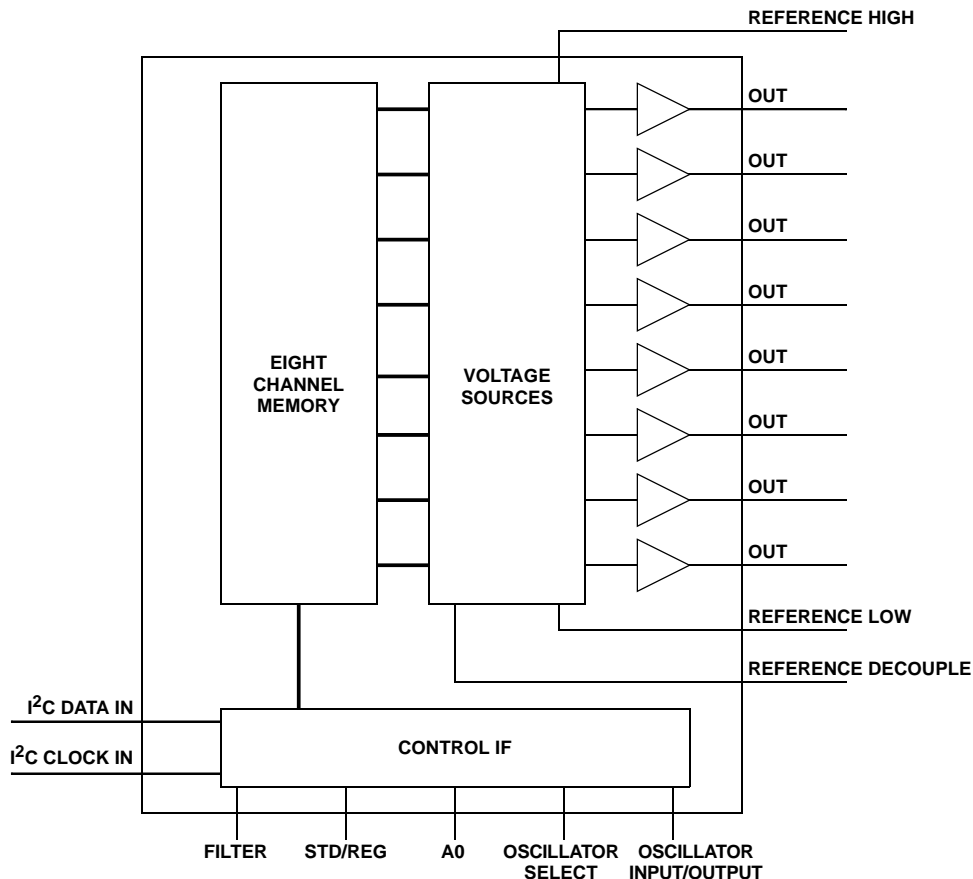 REFERENCE HIGH
OUT
OUT
OUT
OUT
EIGHT
CHANNEL
MEMORY
VOLTAGE
SOURCES
OUT
OUT
OUT
OUT
REFERENCE LOW
REFERENCE DECOUPLE
I²C DATA IN
I²C CLOCK IN
CONTROL IF
FILTER
STD/REG
A0
OSCILLATOR
SELECT
OSCILLATOR
INPUT/OUTPUT